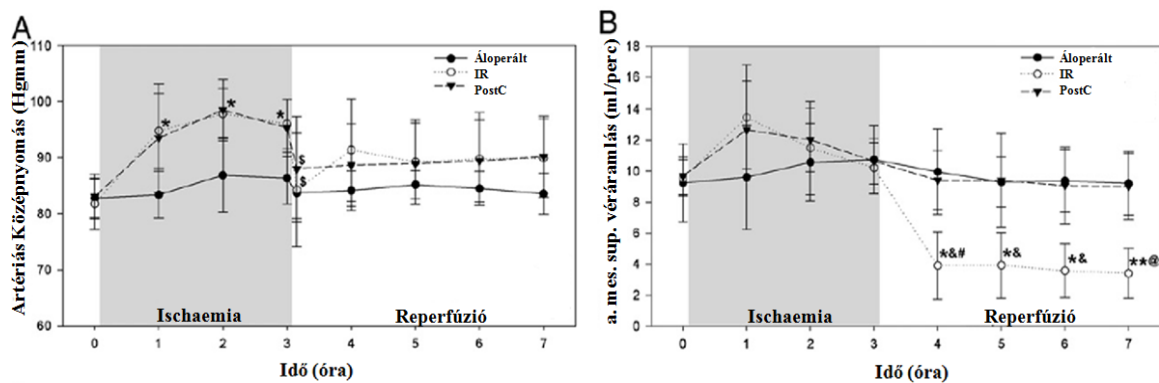 A
Artériás Középnyomás (Hgmm)
110
100
90
80
70
60
Áloperált
IR
PostC
*
*
*
$
$
Ischaemia
Reperfúzió
0 1 2 3 4 5 6 7
Idő (óra)
B
a. mes. sup. véráramlás (ml/perc)
18
16
14
12
10
8
6
4
2
0
Áloperált
IR
PostC
*&#
*&
*&
**@
Ischaemia
Reperfúzió
0 1 2 3 4 5 6 7
Idő (óra)